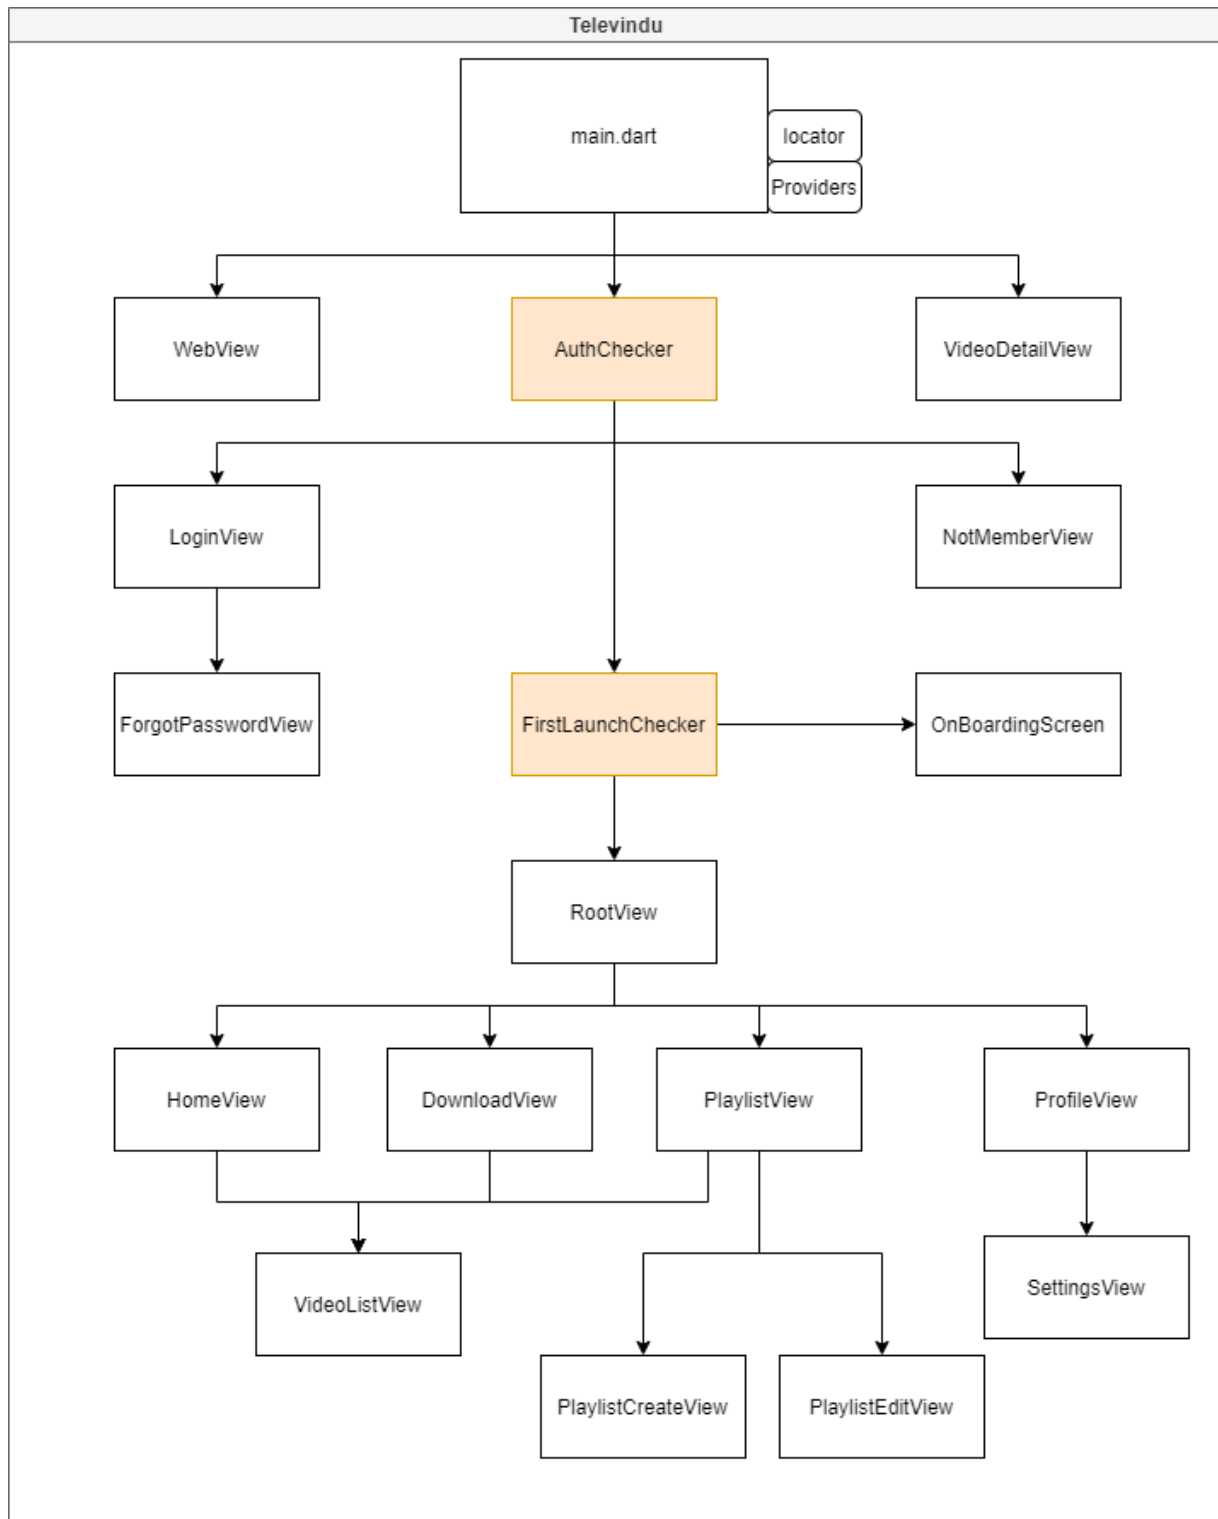 Televindu
main.dart
locator
Providers
WebView
AuthChecker
VideoDetailView
LoginView
NotMemberView
ForgotPasswordView
FirstLaunchChecker
OnBoardingScreen
RootView
HomeView
DownloadView
PlaylistView
ProfileView
VideoListView
SettingsView
PlaylistCreateView
PlaylistEditView